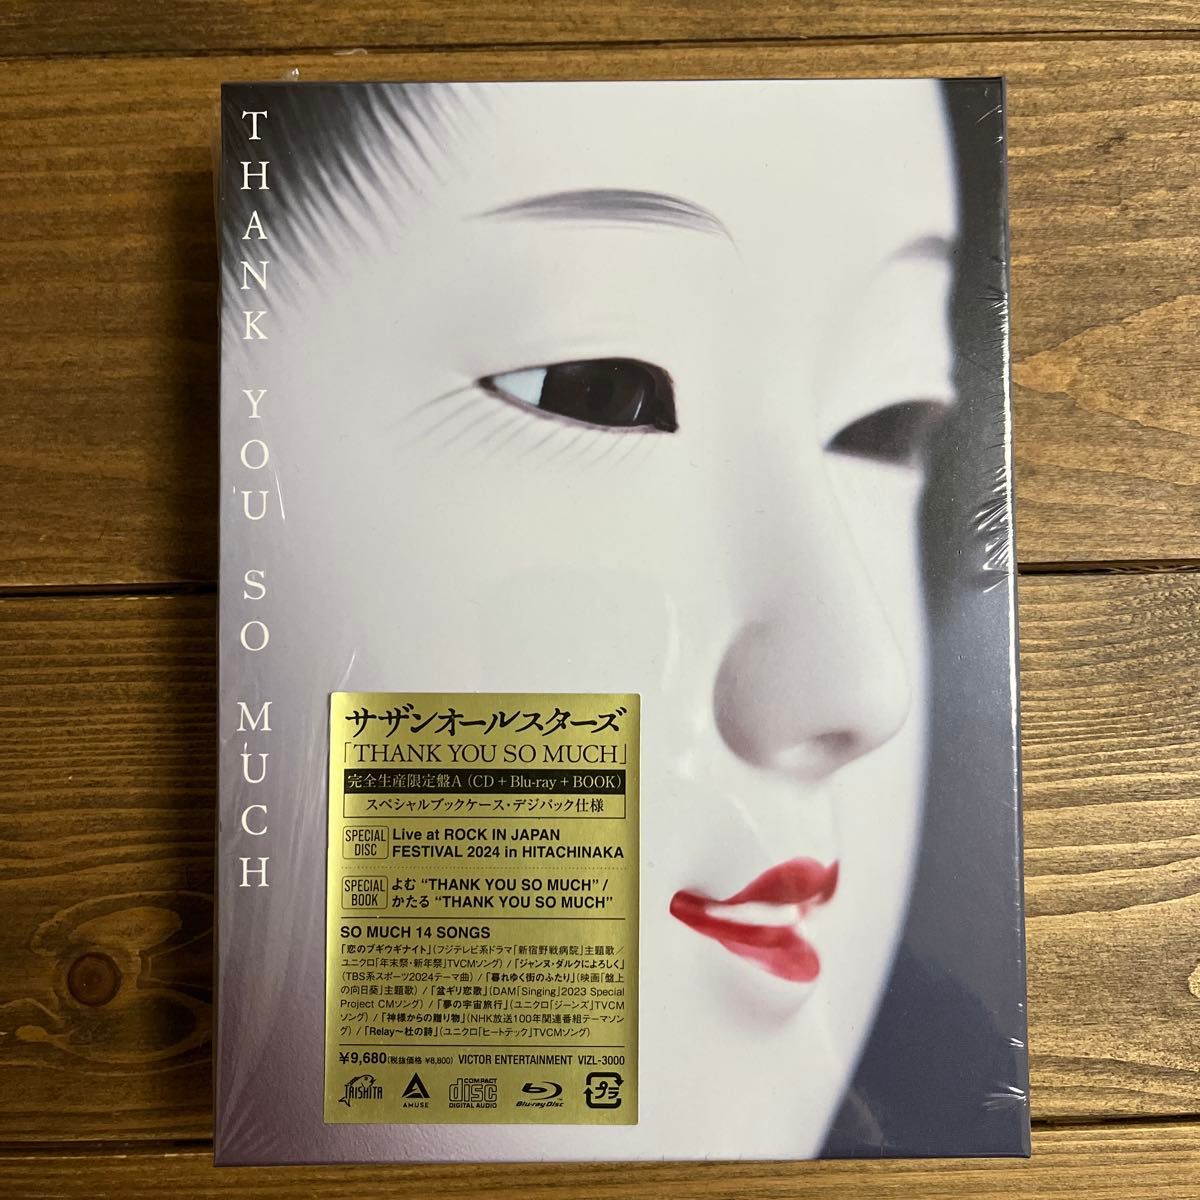 THANK YOU SO MUCH
サザンオールスターズ
「THANK YOU SO MUCH」
完全生産限定盤A（CD + Blu-ray + BOOK）
スペシャルブックケース・デジパック仕様
SPECIAL DISC
Live at ROCK IN JAPAN
FESTIVAL 2024 in HITACHINAKA
SPECIAL BOOK
よむ “THANK YOU SO MUCH” /
かたる “THANK YOU SO MUCH”
SO MUCH 14 SONGS
「恋のブギウギナイト」（フジテレビ系ドラマ「新宿野戦病院」主題歌／
ユニクロ「年末祭・新年祭」TVCMソング）/「ジャンヌ・ダルクによろしく」
（TBS系スポーツ2024テーマ曲）/「暮れゆく街のふたり」（映画「盤上
の向日葵」主題歌）/「盆ギリ恋歌」（DAM「Singing」2023 Special
Project CMソング）/「夢の宇宙旅行」（ユニクロ「ジーンズ」TVCM
ソング）/「神様からの贈り物」（NHK放送100年関連番組テーマソン
グ）/「Relay〜杜の詩」（ユニクロ「ヒートテック」TVCMソング）
¥9,680（税抜価格 ¥8,800） VICTOR ENTERTAINMENT VIZL-3000
TAISHITA
AMUSE
COMPACT
disc
DIGITAL AUDIO
Blu-ray Disc
プラ